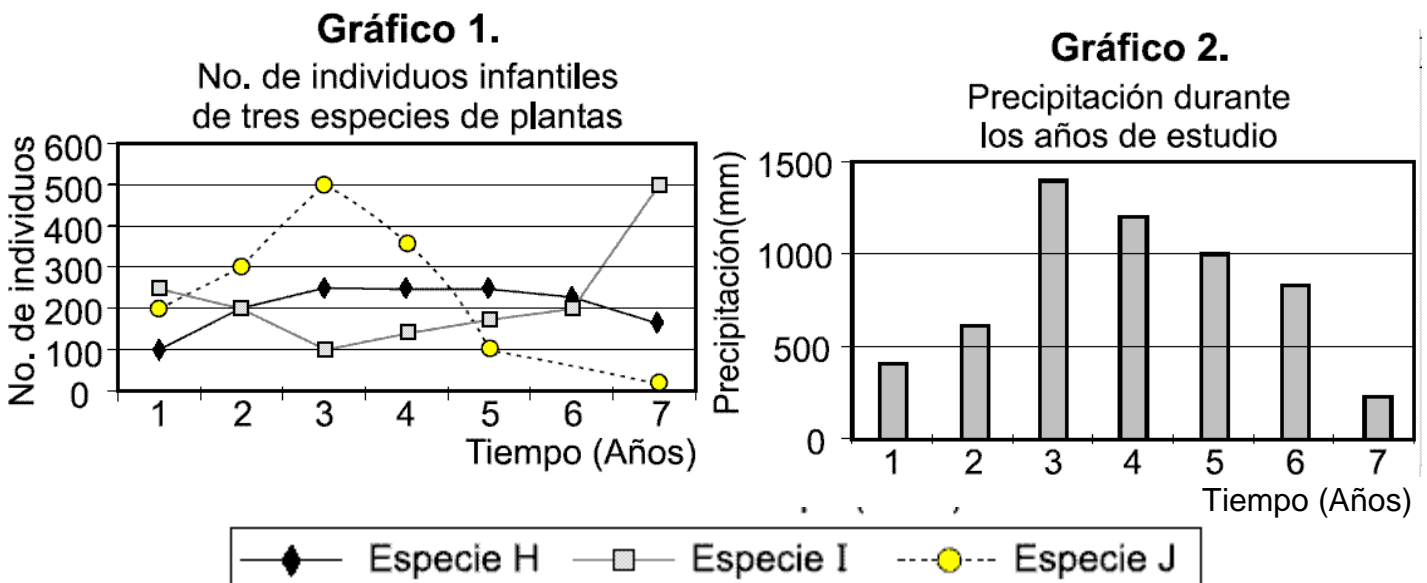 Gráfico 1.
No. de individuos infantiles
de tres especies de plantas
No. de individuos
600
500
400
300
200
100
0
1 2 3 4 5 6 7
Tiempo (Años)
Gráfico 2.
Precipitación durante
los años de estudio
Precipitación(mm)
1500
1000
500
0
1 2 3 4 5 6 7
Tiempo (Años)
Especie H Especie I Especie J